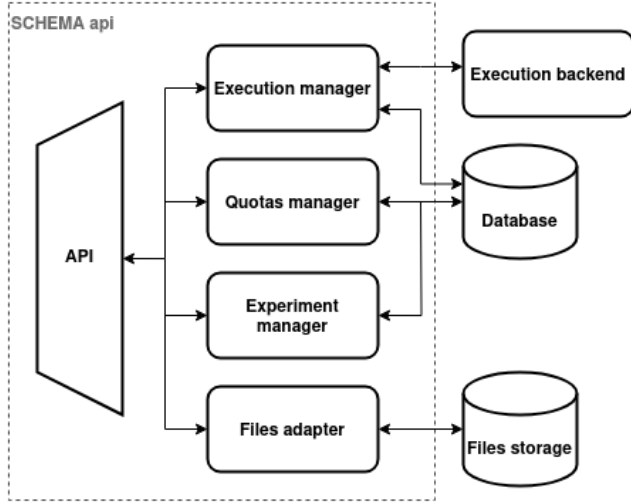 SCHEMA api
Execution manager
Execution backend
Quotas manager
Database
API
Experiment
manager
Files adapter
Files storage